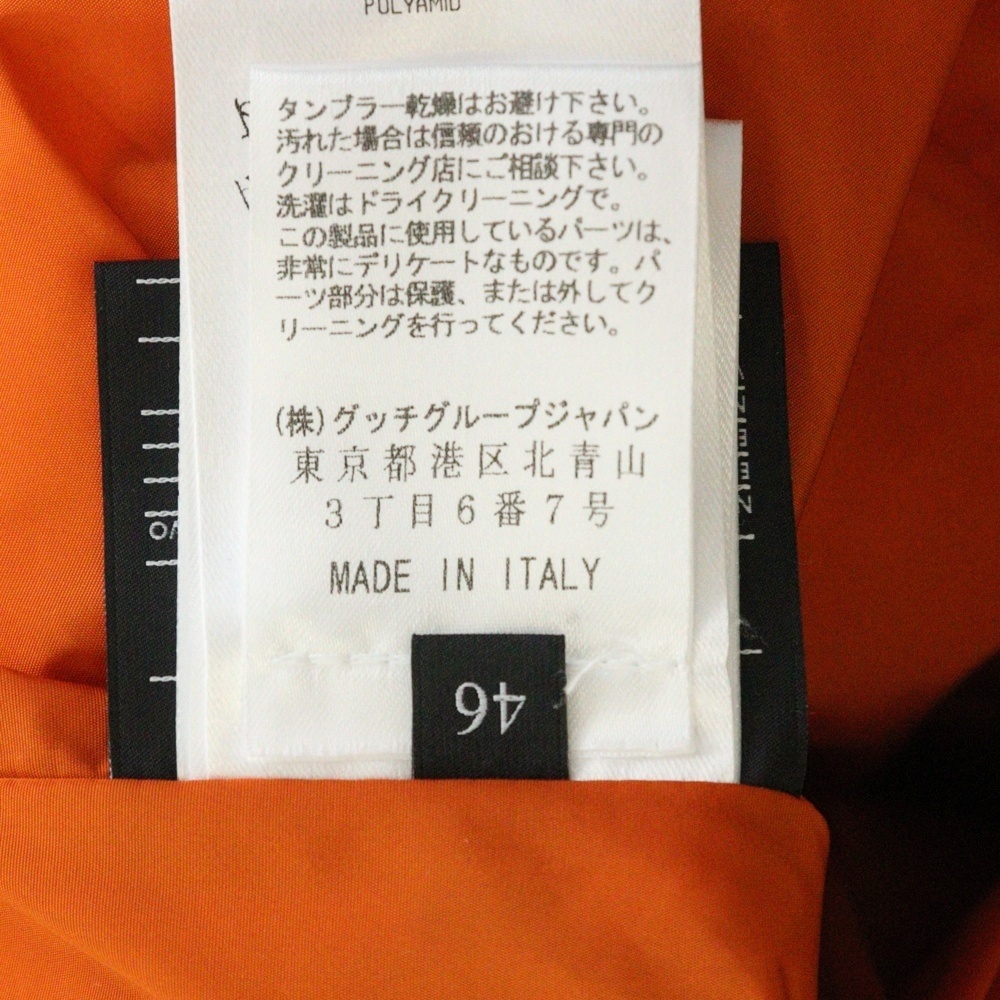 POLYAMID
タンブラー乾燥はお避け下さい。
汚れた場合は信頼のおける専門の
クリーニング店にご相談下さい。
洗濯はドライクリーニングで。
この製品に使用しているパーツは、
非常にデリケートなものです。パ
ーツ部分は保護、または外してク
リーニングを行ってください。
(株)グッチグループジャパン
東京都港区北青山
3丁目6番7号
MADE IN ITALY
46